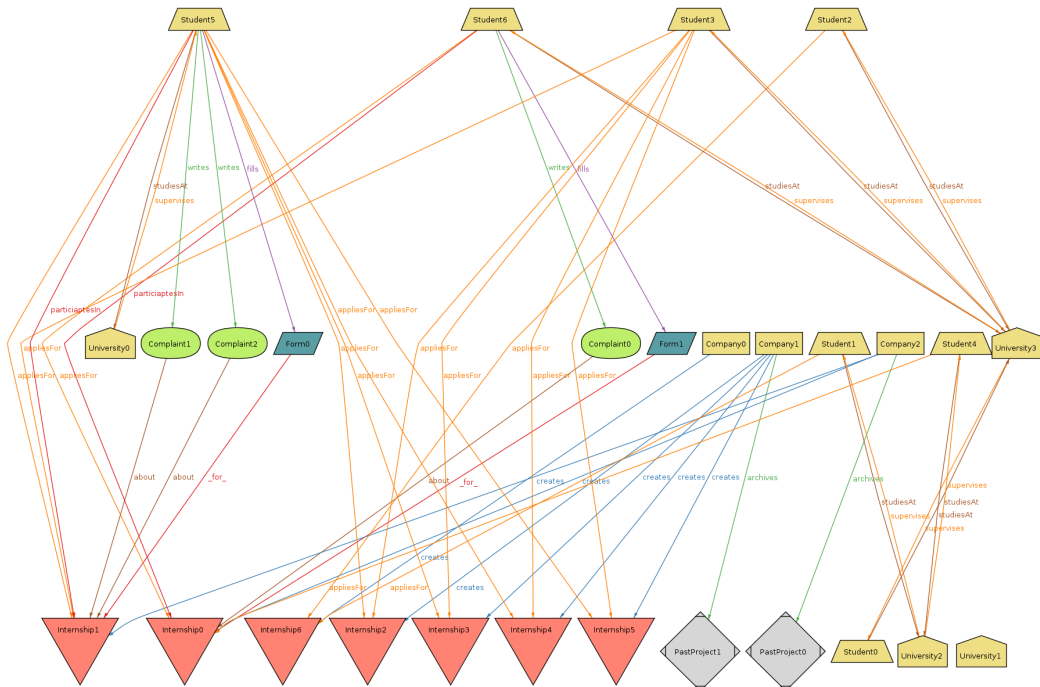 Student5
Student6
Student3
Student2
writes
writes
fills
writes
fills
studiesAt
studiesAt
studiesAt
studiesAt
supervises
supervises
supervises
supervises
particiaptesIn
particiaptesIn
appliesFor
appliesFor
University0
Complaint1
Complaint2
Form0
Complaint0
Form1
Company0
Company1
Student1
Company2
Student4
University3
appliesFor
appliesFor
appliesFor
appliesFor
appliesFor
appliesFor
appliesFor
appliesFor
appliesFor
about
about
_for_
about
_for_
creates
creates
creates
creates
creates
archives
archives
supervises
studiesAt
studiesAt
supervises
studiesAt
supervises
creates
appliesFor
appliesFor
creates
Internship1
Internship0
Internship6
Internship2
Internship3
Internship4
Internship5
PastProject1
PastProject0
Student0
University2
University1